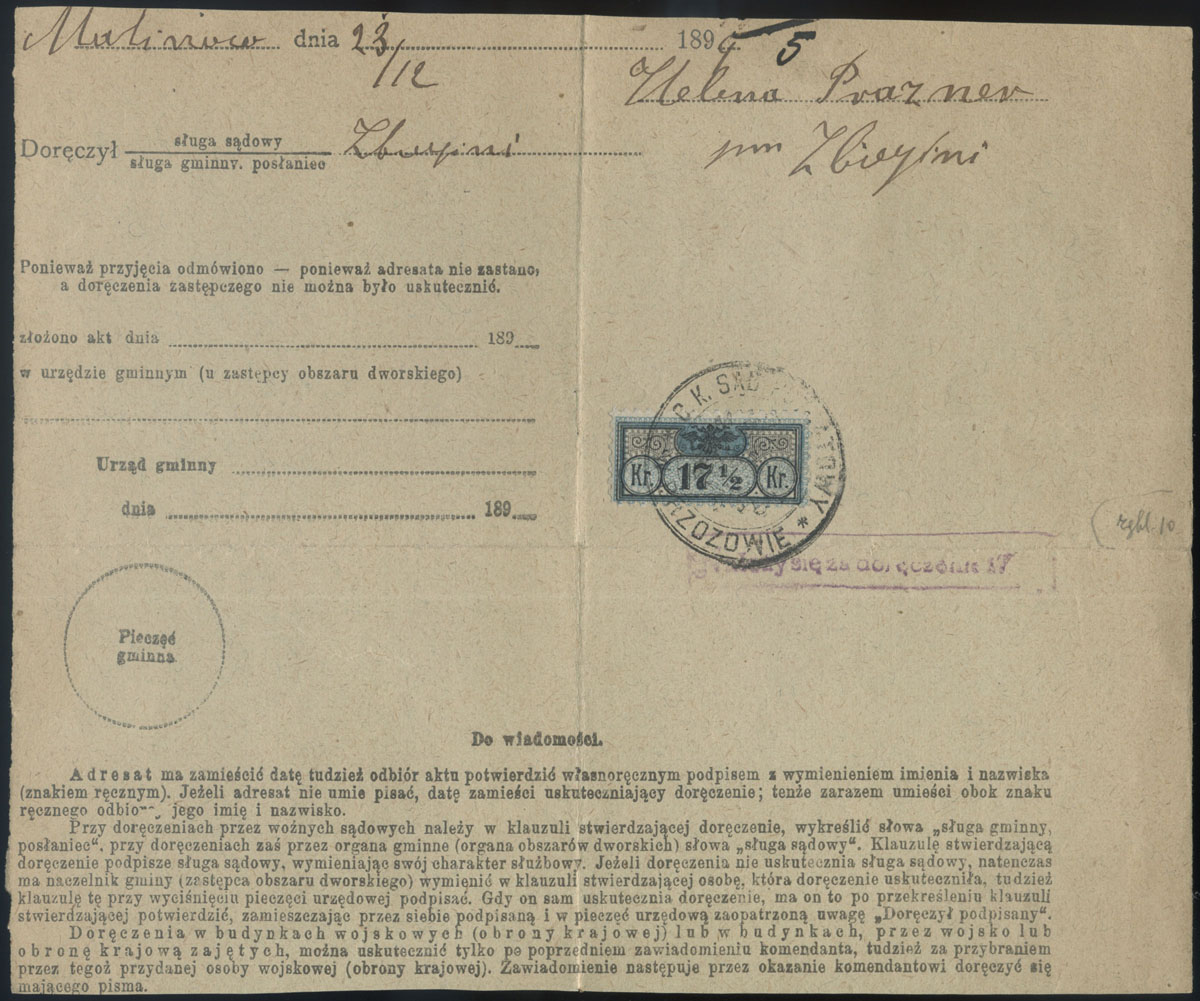 dnia 23/12 189 5
Helena Prazner
Doręczył sługa sądowy
sługa gminny. posłaniec
Ponieważ przyjęcia odmówiono — ponieważ adresata nie zastano,
a doręczenia zastępczego nie można było uskutecznić.
złożono akt dnia 189
w urzędzie gminnym (u zastępcy obszaru dworskiego)
Urząd gminny
dnia 189
C. K. SĄD POWIATOWY
BRZOZOWIE *
Kr. 17 ½ Kr.
się za doręczenie 17
Pieczęć
gminna
Do wiadomości.
Adresat ma zamieścić datę tudzież odbiór aktu potwierdzić własnoręcznym podpisem z wymienieniem imienia i nazwiska
(znakiem ręcznym). Jeżeli adresat nie umie pisać, datę zamieści uskuteczniający doręczenie; tenże zarazem umieści obok znaku
ręcznego jego imię i nazwisko.
Przy doręczeniach przez woźnych sądowych należy w klauzuli stwierdzającej doręczenie, wykreślić słowa „sługa gminny,
posłaniec“, przy doręczeniach zaś przez organa gminne (organa obszarów dworskich) słowa „sługa sądowy“. Klauzulę stwierdzającą
doręczenie podpisze sługa sądowy, wymieniając swój charakter służbowy. Jeżeli doręczenia nie uskutecznia sługa sądowy, natenczas
ma naczelnik gminy (zastępca obszaru dworskiego) wymienić w klauzuli stwierdzającej osobę, która doręczenie uskuteczniła, tudzież
klauzulę tę przy wyciśnięciu pieczęci urzędowej podpisać. Gdy on sam uskutecznia doręczenie, ma on to po przekreśleniu klauzuli
stwierdzającej potwierdzić, zamieszczając przez siebie podpisaną i w pieczęć urzędową zaopatrzoną uwagę „Doręczył podpisany“.
Doręczenia w budynkach wojskowych (obrony krajowej) lub w budynkach, przez wojsko lub
obronę krajową zajętych, można uskutecznić tylko po poprzedniem zawiadomieniu komendanta, tudzież za przybraniem
przez tegoż przydanej osoby wojskowej (obrony krajowej). Zawiadomienie następuje przez okazanie komendantowi doręczyć się
mającego pisma.